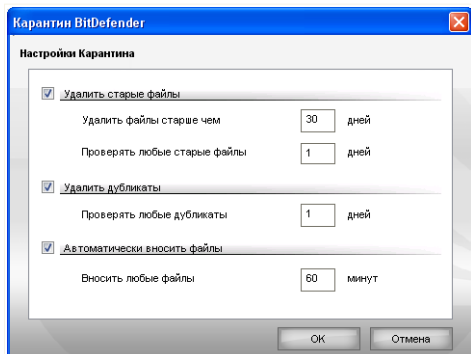 Карантин BitDefender
Настройки Карантина
Удалить старые файлы
Удалить файлы старше чем 30 дней
Проверять любые старые файлы 1 дней
Удалить дубликаты
Проверять любые дубликаты 1 дней
Автоматически вносить файлы
Вносить любые файлы 60 минут
OK Отмена